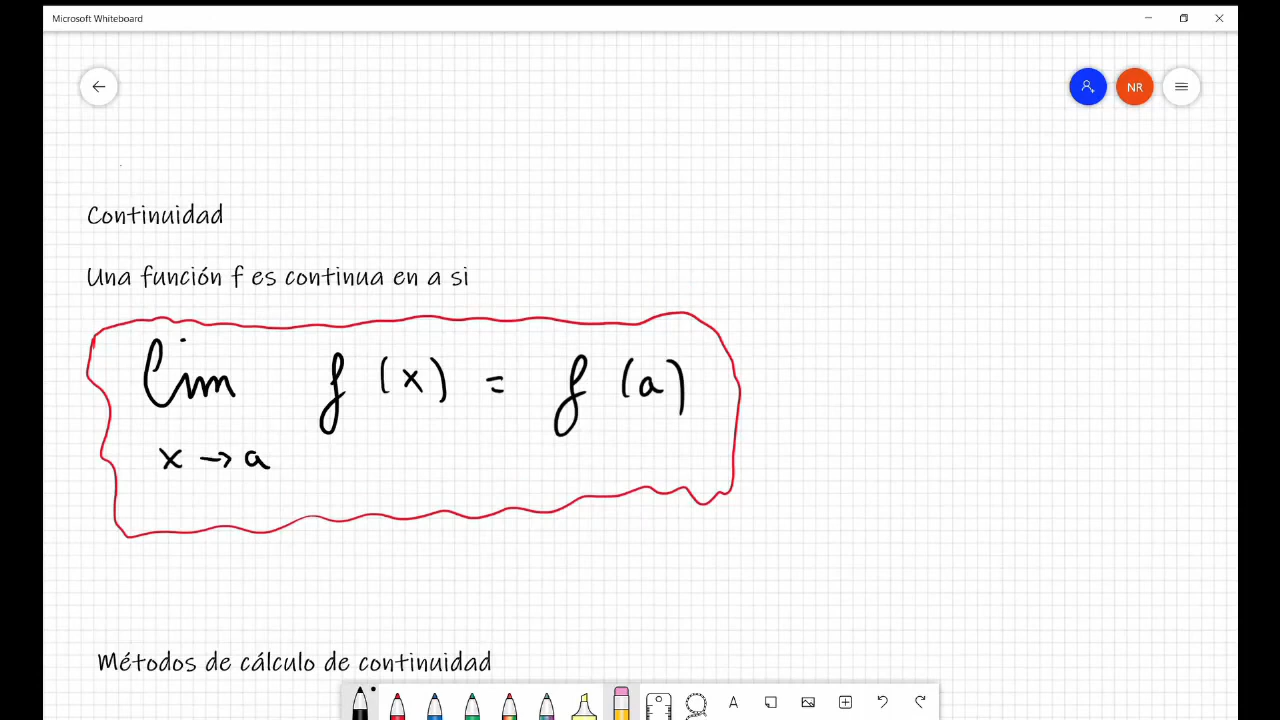 Microsoft Whiteboard
NR
Continuidad
Una función f es continua en a si
lim f (x) = f (a)
x → a
Métodos de cálculo de continuidad
A